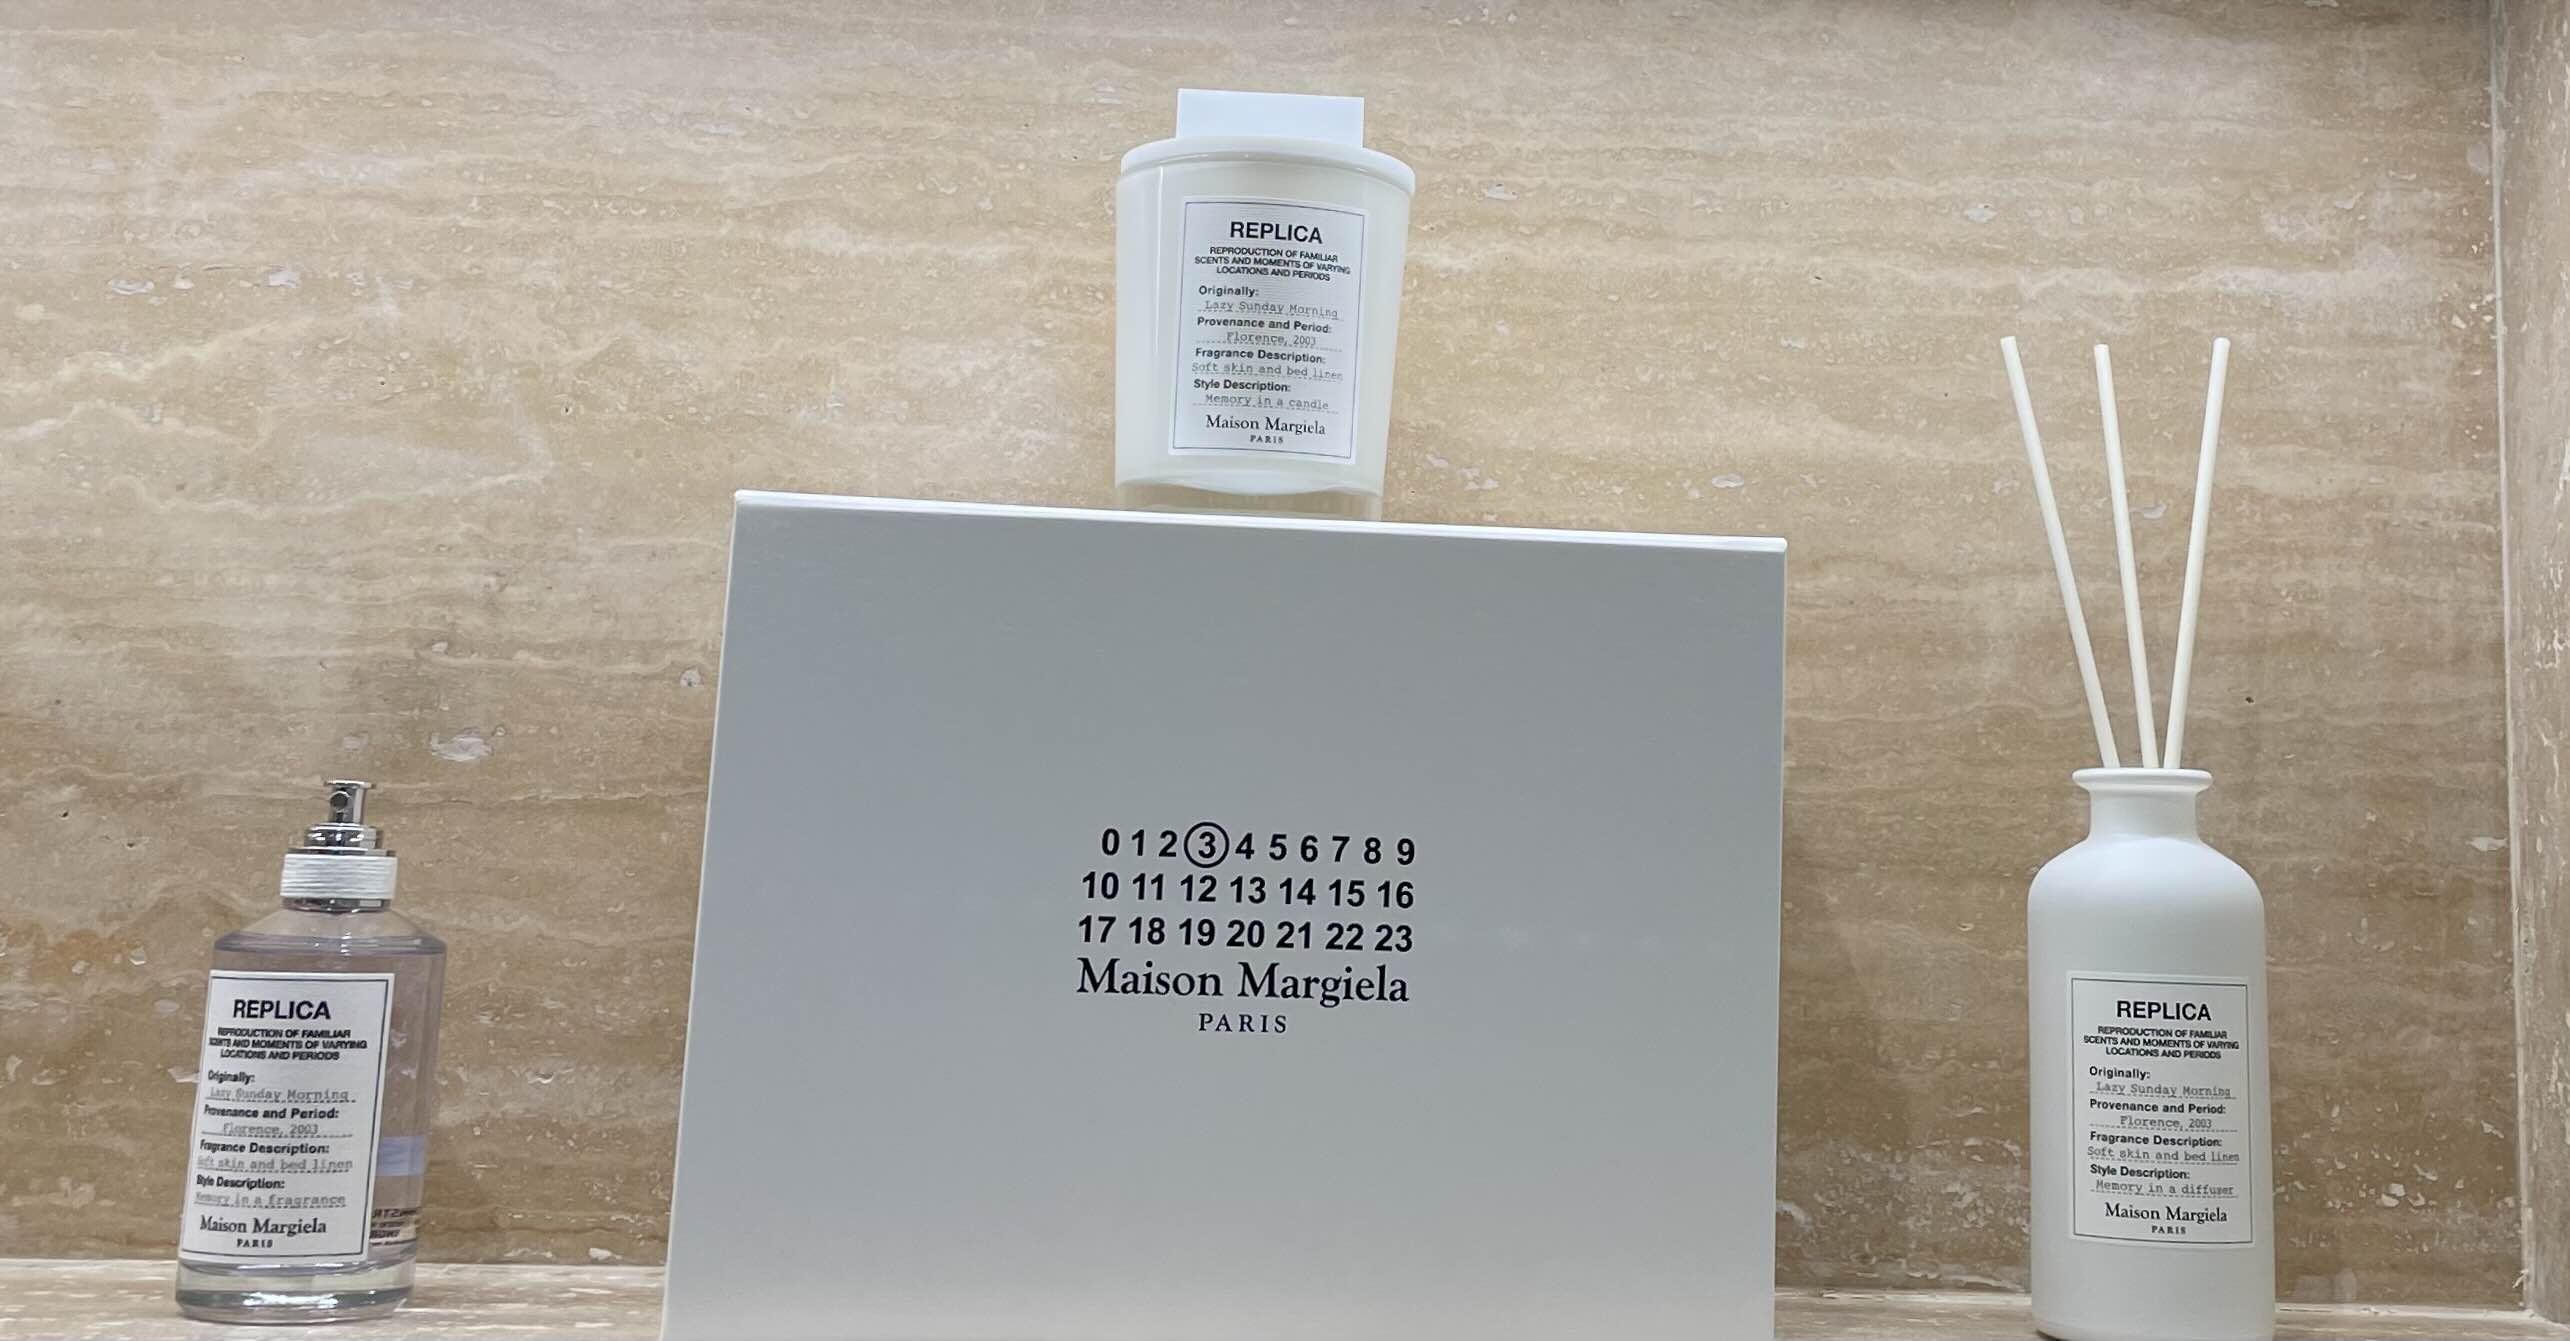 REPLICA
REPRODUCTION OF FAMILIAR
SCENTS AND MOMENTS OF VARYING
LOCATIONS AND PERIODS
Originally:
Lazy Sunday Morning
Provenance and Period:
Florence, 2003
Fragrance Description:
Soft skin and bed linen
Style Description:
Memory in a candle
Maison Margiela
PARIS
0 1 2 3 4 5 6 7 8 9
10 11 12 13 14 15 16
17 18 19 20 21 22 23
Maison Margiela
PARIS
REPLICA
REPRODUCTION OF FAMILIAR
SCENTS AND MOMENTS OF VARYING
LOCATIONS AND PERIODS
Originally:
Lazy Sunday Morning
Provenance and Period:
Florence, 2003
Fragrance Description:
Soft skin and bed linen
Style Description:
Memory in a fragrance
Maison Margiela
PARIS
REPLICA
REPRODUCTION OF FAMILIAR
SCENTS AND MOMENTS OF VARYING
LOCATIONS AND PERIODS
Originally:
Lazy Sunday Morning
Provenance and Period:
Florence, 2003
Fragrance Description:
Soft skin and bed linen
Style Description:
Memory in a diffuser
Maison Margiela
PARIS